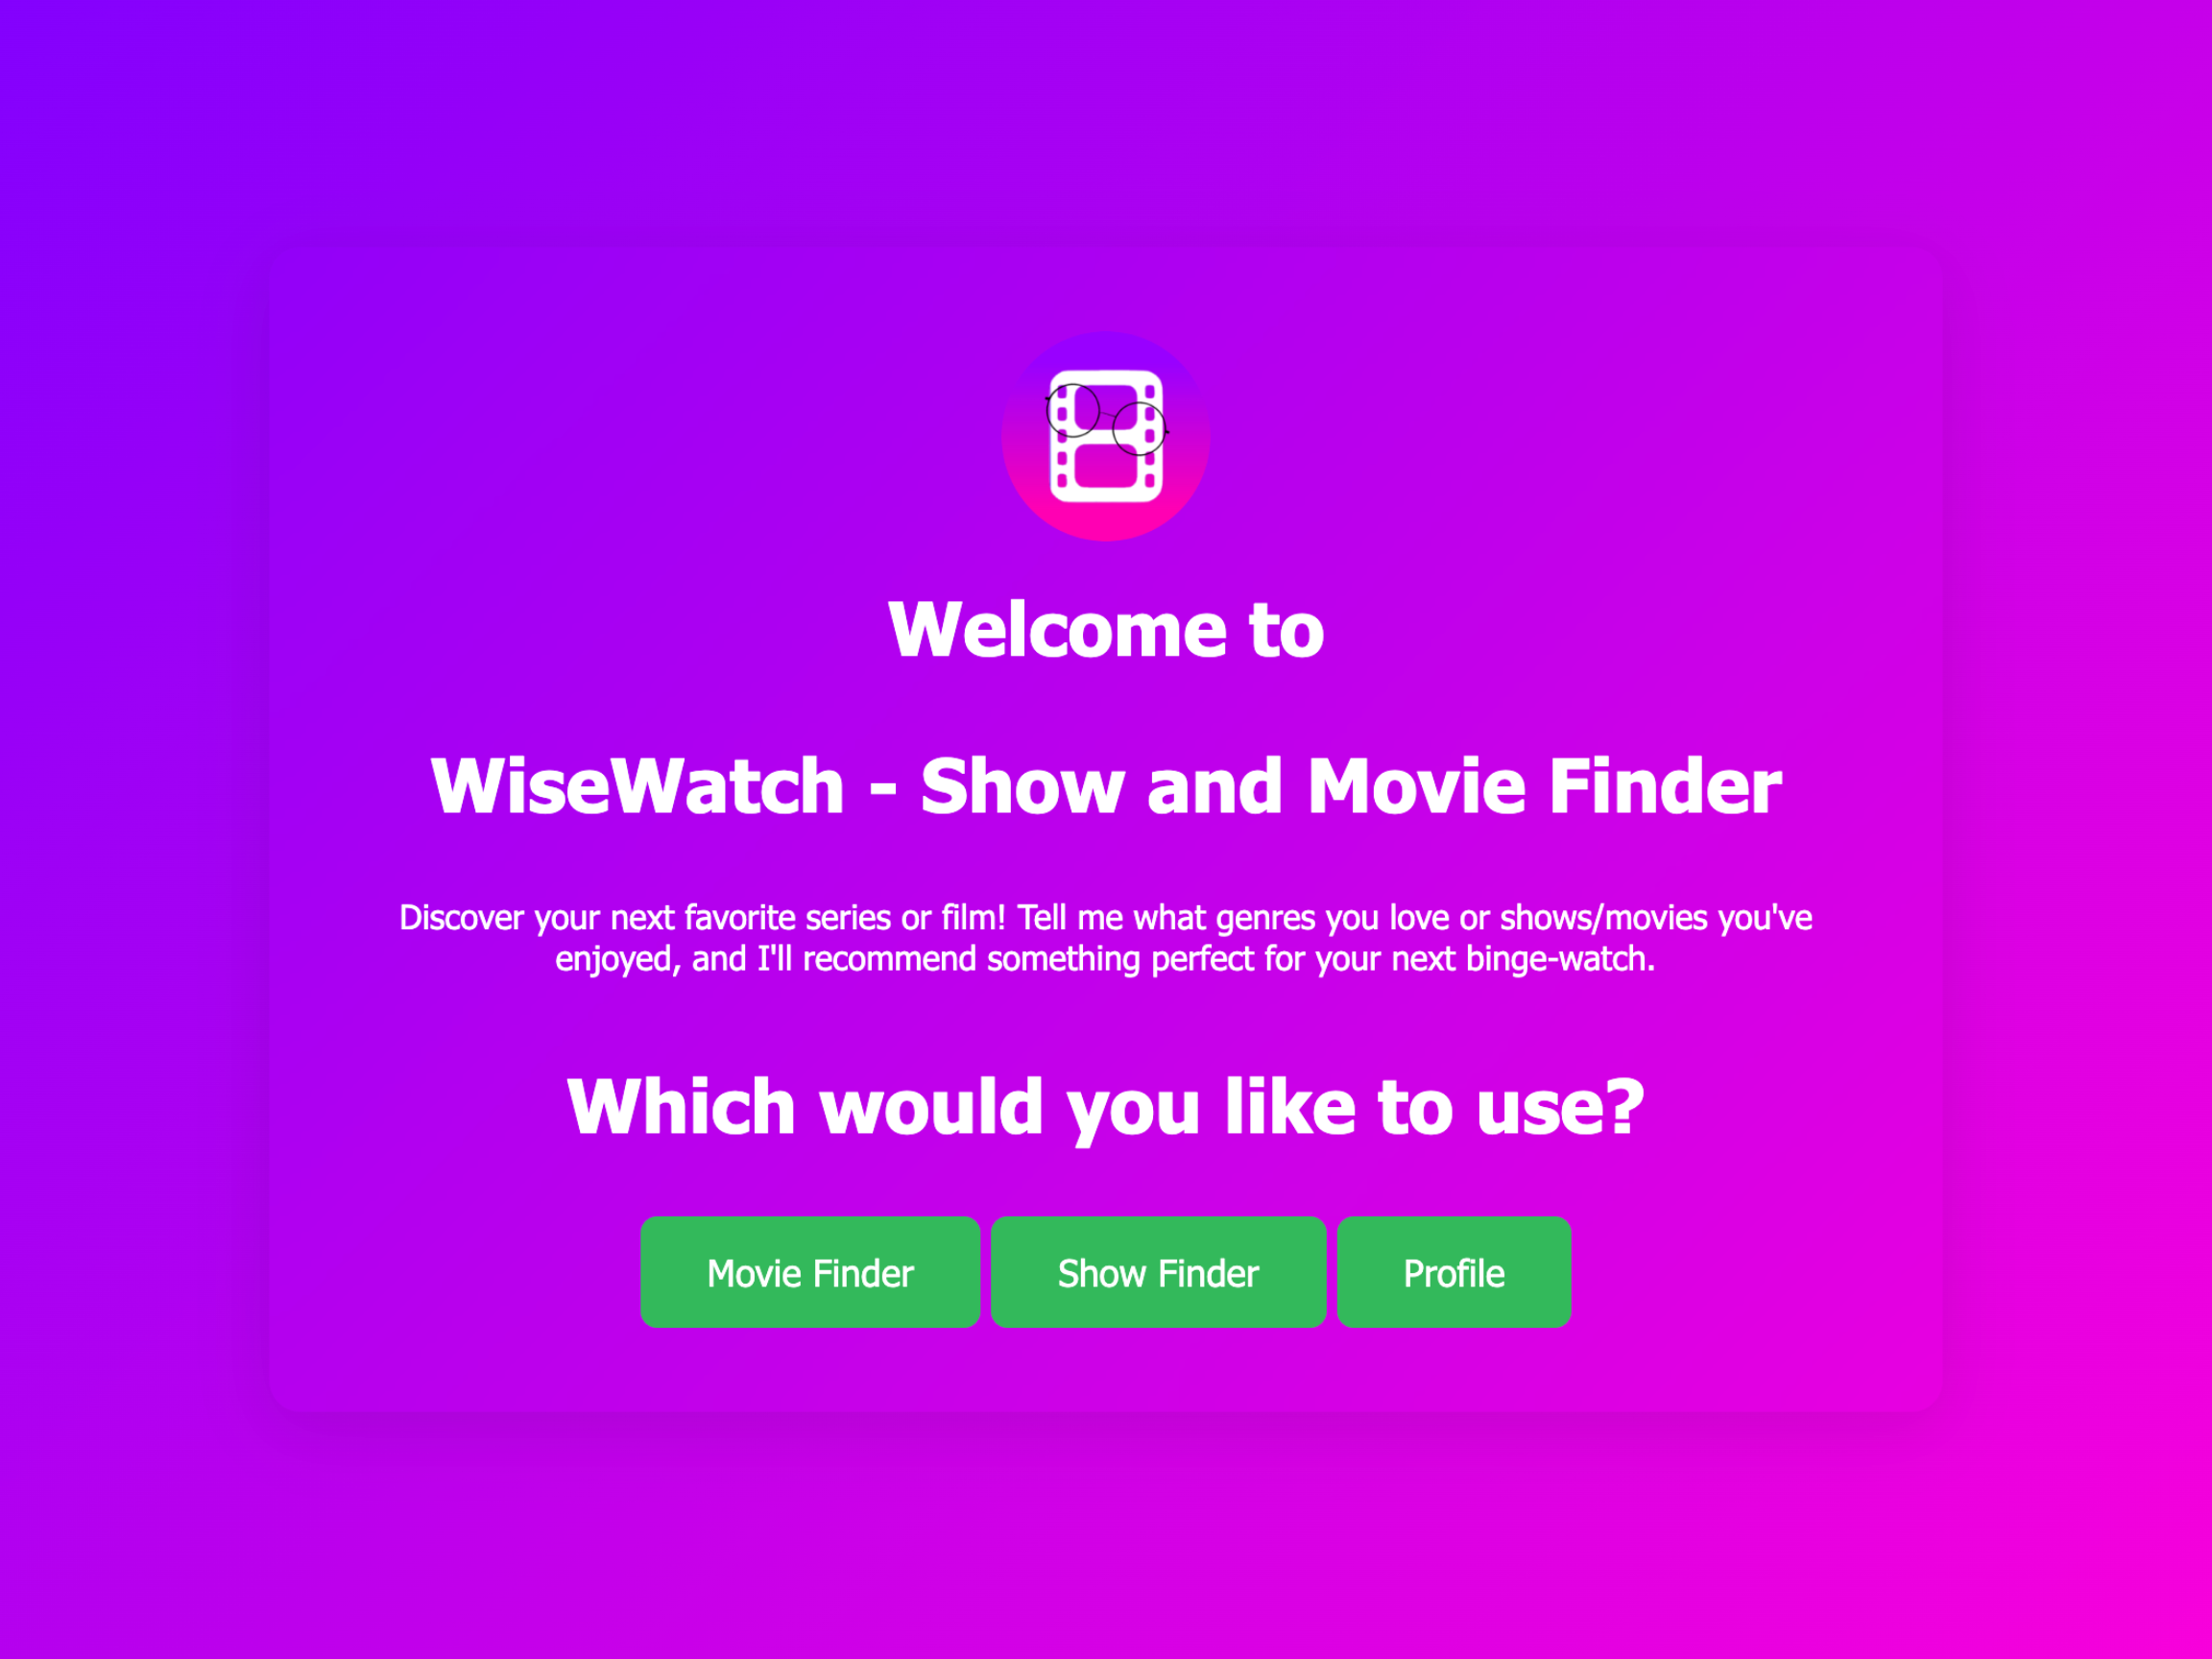 Welcome to
WiseWatch - Show and Movie Finder
Discover your next favorite series or film! Tell me what genres you love or shows/movies you've
enjoyed, and I'll recommend something perfect for your next binge-watch.
Which would you like to use?
Movie Finder
Show Finder
Profile